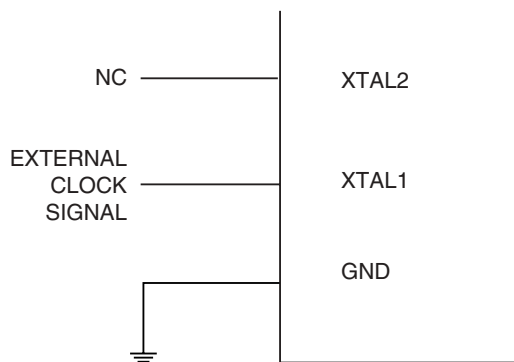 NC
XTAL2
EXTERNAL
CLOCK
SIGNAL
XTAL1
GND